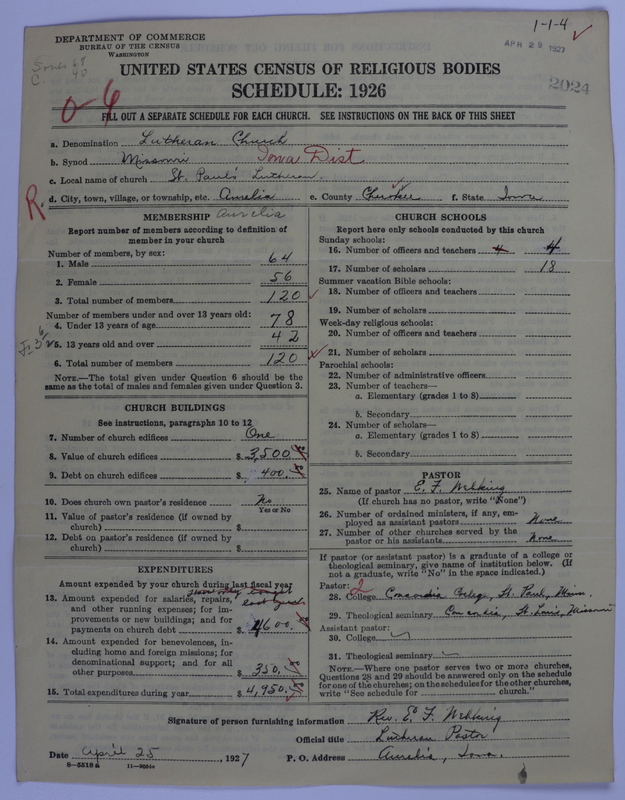 1-1-4
DEPARTMENT OF COMMERCE
BUREAU OF THE CENSUS
WASHINGTON
APR 29 1927
UNITED STATES CENSUS OF RELIGIOUS BODIES
2024
SCHEDULE: 1926
0-6
FILL OUT A SEPARATE SCHEDULE FOR EACH CHURCH. SEE INSTRUCTIONS ON THE BACK OF THIS SHEET
a. Denomination Lutheran Church
b. Synod Missouri Iowa Dist
c. Local name of church St. Paul's Lutheran
R.
d. City, town, village, or township, etc. Aurelia e. County Cherokee f. State Iowa
Aurelia
MEMBERSHIP
Report number of members according to definition of
member in your church
Number of members, by sex:
1. Male 64
2. Female 56
3. Total number of members 120
Number of members under and over 13 years old:
4. Under 13 years of age 78
5. 13 years old and over 42
6. Total number of members 120
NOTE.—The total given under Question 6 should be
same as the total of males and females given under Question 3.
CHURCH BUILDINGS
See instructions, paragraphs 10 to 12
7. Number of church edifices One
8. Value of church edifices $ 3,500.00
9. Debt on church edifices $ 400.00
10. Does church own pastor's residence No
Yes or No
11. Value of pastor's residence (if owned by
church) $
12. Debt on pastor's residence (if owned by
church) $
EXPENDITURES
Amount expended by your church during last fiscal year
13. Amount expended for salaries, repairs,
and other running expenses; for im-
provements or new buildings; and for
payments on church debt $ 4600.00
14. Amount expended for benevolences, in-
cluding home and foreign missions; for
denominational support; and for all
other purposes $ 350.00
15. Total expenditures during year $ 4,950.00
CHURCH SCHOOLS
Report here only schools conducted by this church
Sunday schools:
16. Number of officers and teachers 4 4
17. Number of scholars 18
Summer vacation Bible schools:
18. Number of officers and teachers
19. Number of scholars
Week-day religious schools:
20. Number of officers and teachers
21. Number of scholars
Parochial schools:
22. Number of administrative officers
23. Number of teachers—
a. Elementary (grades 1 to 8)
b. Secondary
24. Number of scholars—
a. Elementary (grades 1 to 8)
b. Secondary
PASTOR
25. Name of pastor E. F. Welking
(If church has no pastor, write "None")
26. Number of ordained ministers, if any, em-
ployed as assistant pastors None
27. Number of other churches served by the
pastor or his assistants None
If pastor (or assistant pastor) is a graduate of a college or
theological seminary, give name of institution below. (If
not a graduate, write "No" in the space indicated.)
Pastor: 2
28. College Concordia College, St. Paul, Minn.
29. Theological seminary Concordia, St. Louis, Missouri
Assistant pastor:
30. College
31. Theological seminary
NOTE.—Where one pastor serves two or more churches,
Questions 28 and 29 should be answered only on the schedule
for one of the churches; on the schedules for the other churches,
write "See schedule for church."
Signature of person furnishing information Rev. E. F. Welking
Official title Lutheran Pastor
Date April 25, 1927 P. O. Address Aurelia, Iowa.